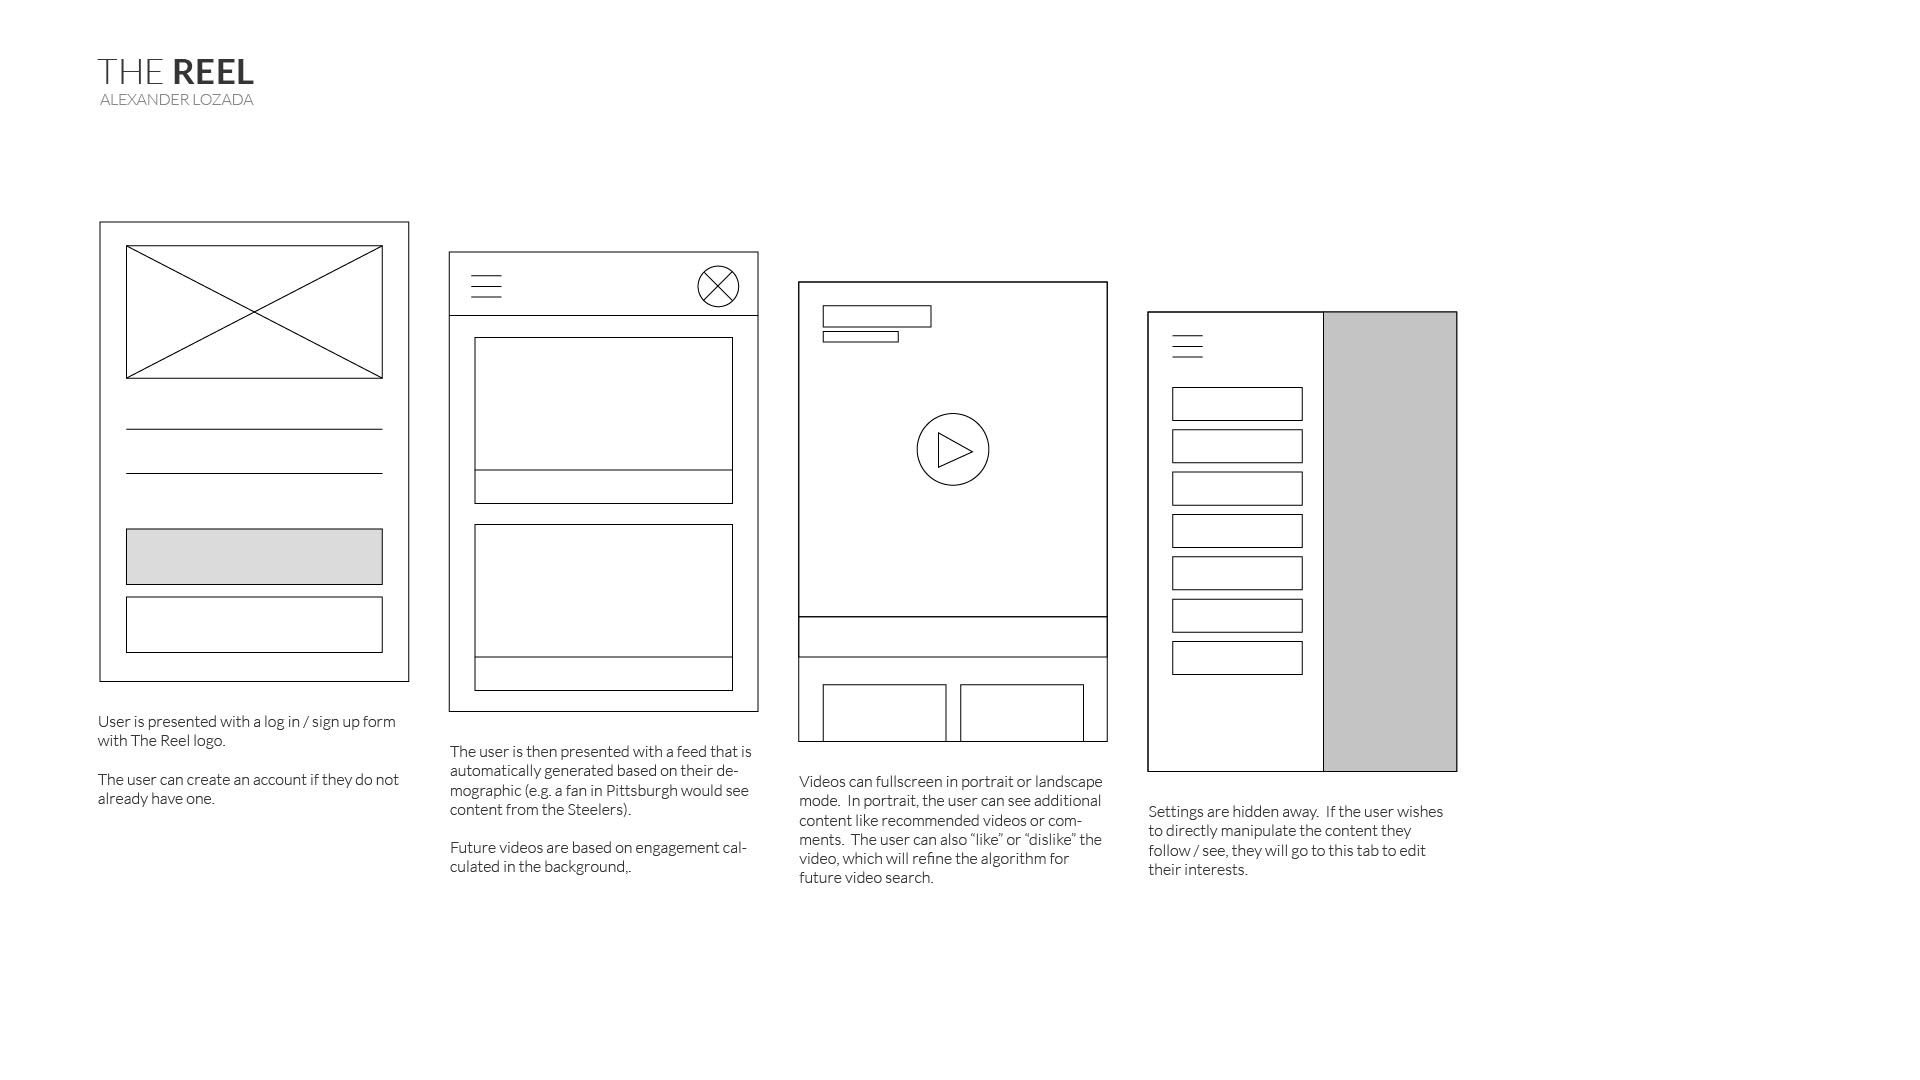 THE REEL
ALEXANDER LOZADA
User is presented with a log in / sign up form
with The Reel logo.
The user can create an account if they do not
already have one.
The user is then presented with a feed that is
automatically generated based on their de-
mographic (e.g. a fan in Pittsburgh would see
content from the Steelers).
Future videos are based on engagement cal-
culated in the background,.
Videos can fullscreen in portrait or landscape
mode.  In portrait, the user can see additional
content like recommended videos or com-
ments.  The user can also “like” or “dislike” the
video, which will refine the algorithm for
future video search.
Settings are hidden away.  If the user wishes
to directly manipulate the content they
follow / see, they will go to this tab to edit
their interests.